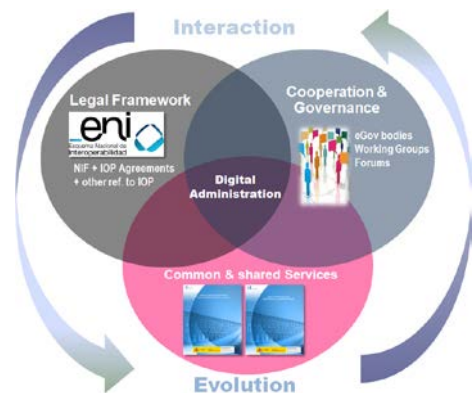 Interaction
Legal Framework
eni
Esquema Nacional de
Interoperabilidad
NIF + IOP Agreements
+ other ref. to IOP
Cooperation &
Governance
eGov bodies
Working Groups
Forums
Digital
Administration
Common & shared Services
Evolution